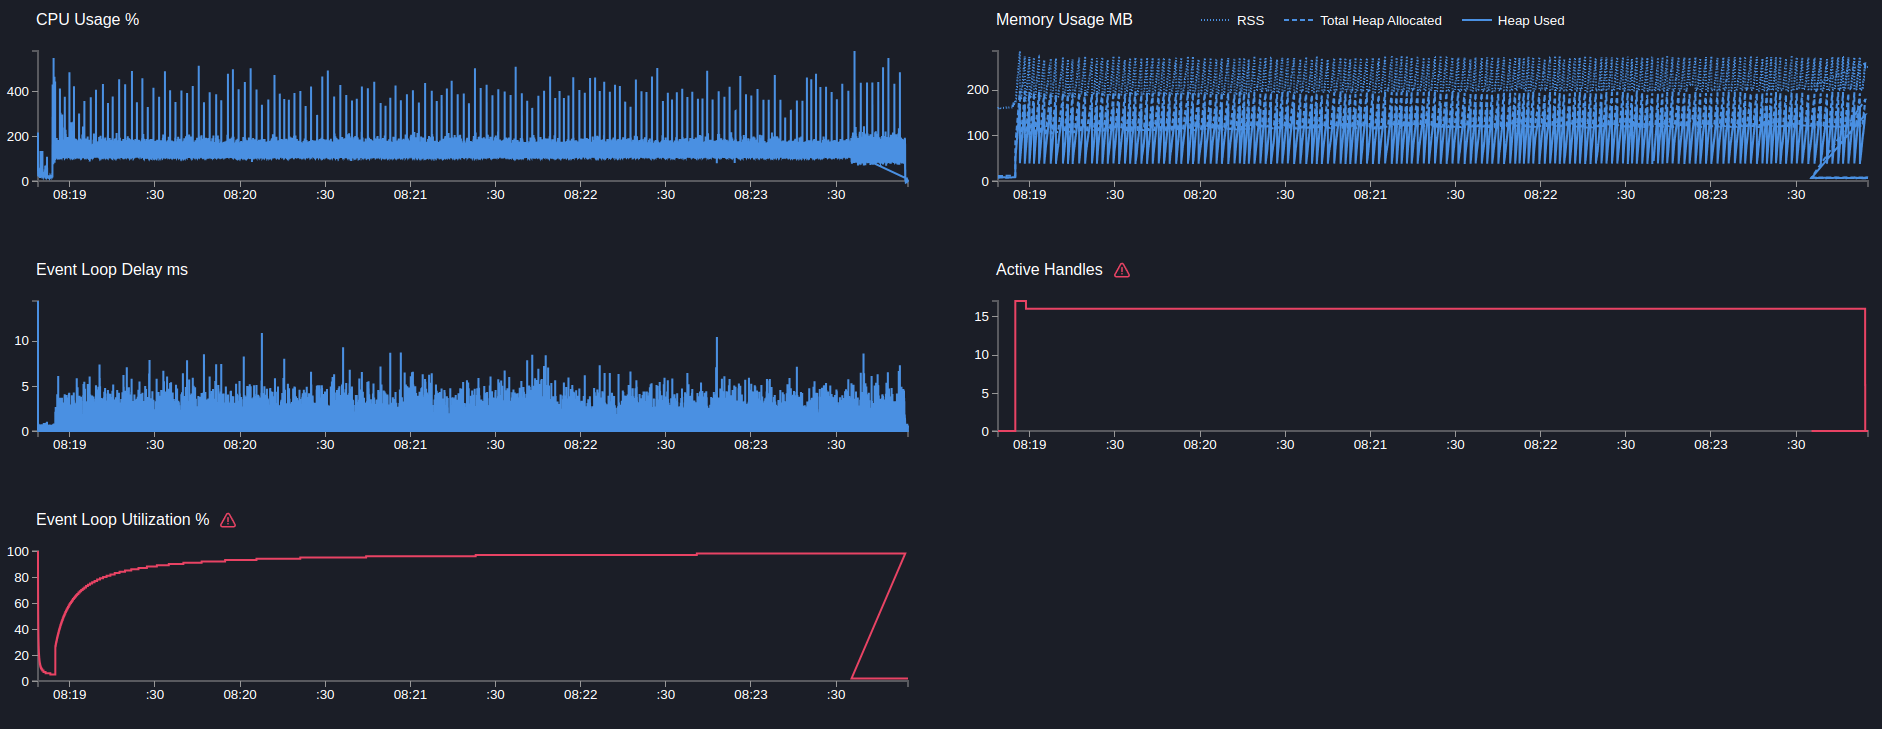 CPU Usage %
400
200
0
08:19 :30 08:20 :30 08:21 :30 08:22 :30 08:23 :30
Memory Usage MB
RSS Total Heap Allocated Heap Used
200
100
0
08:19 :30 08:20 :30 08:21 :30 08:22 :30 08:23 :30
Event Loop Delay ms
10
5
0
08:19 :30 08:20 :30 08:21 :30 08:22 :30 08:23 :30
Active Handles
15
10
5
0
08:19 :30 08:20 :30 08:21 :30 08:22 :30 08:23 :30
Event Loop Utilization %
100
80
60
40
20
0
08:19 :30 08:20 :30 08:21 :30 08:22 :30 08:23 :30